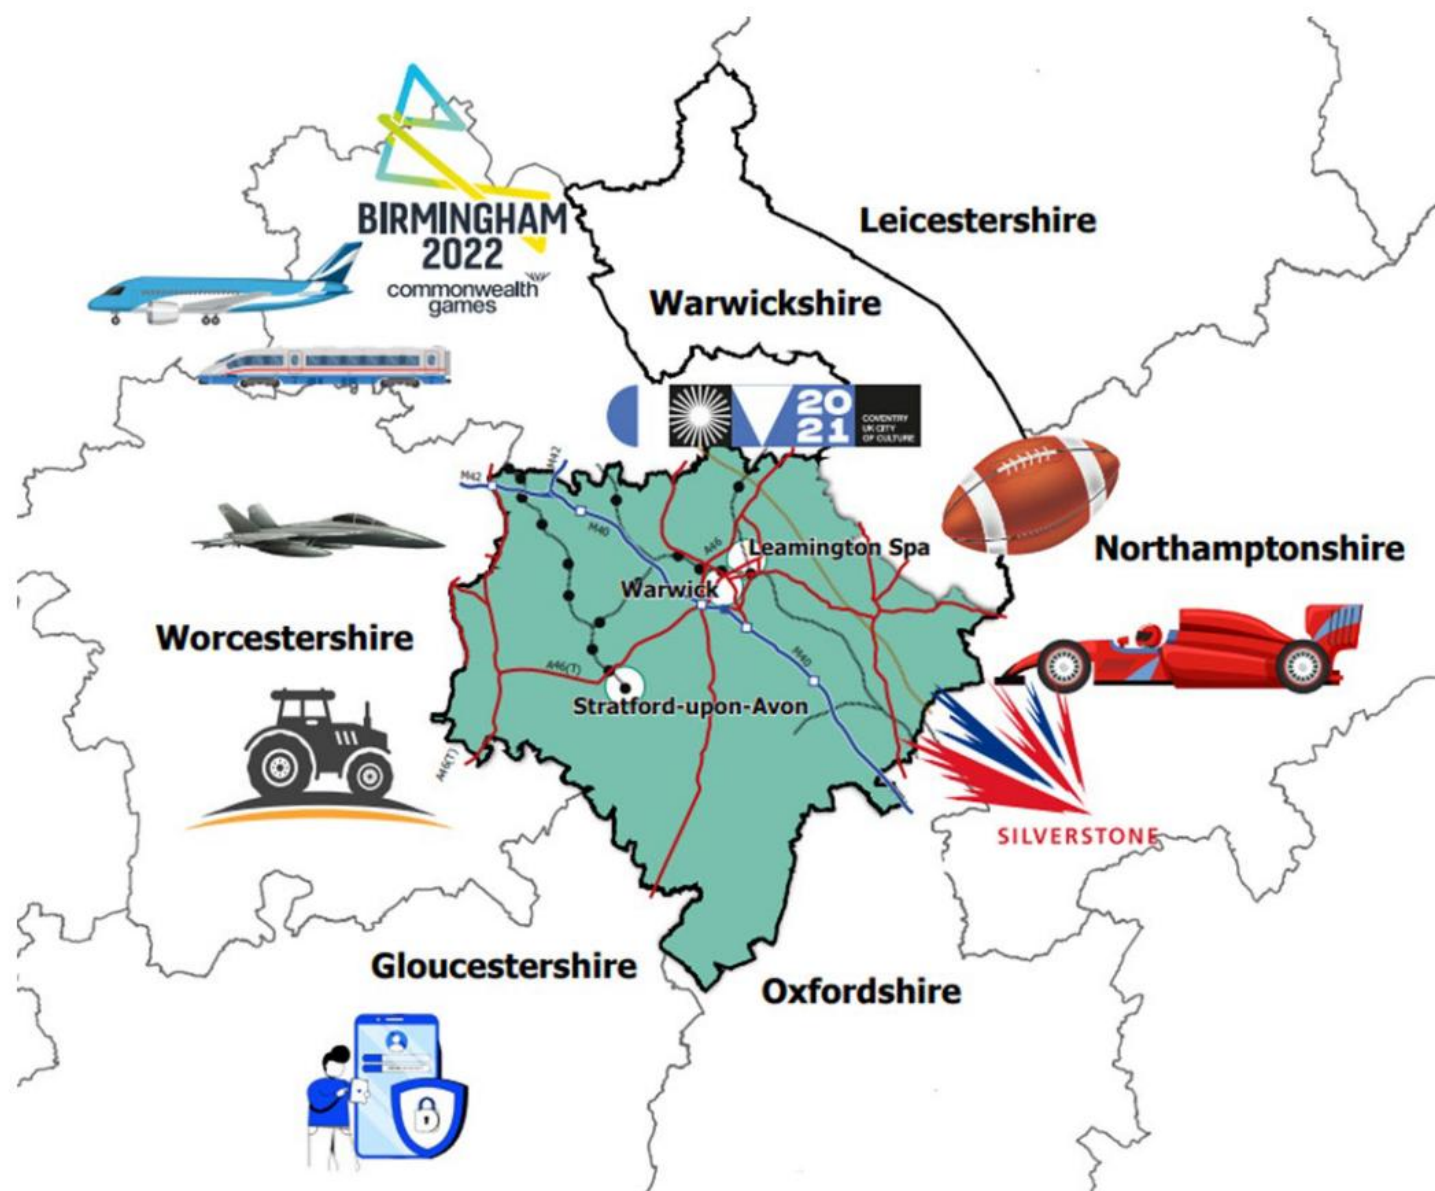 BIRMINGHAM
2022
commonwealth
games
Leicestershire
Warwickshire
20
21
COVENTRY
UK CITY
OF CULTURE
M42
M42
M40
A46
Leamington Spa
Northamptonshire
Warwick
Worcestershire
A46(T)
M40
Stratford-upon-Avon
A46(T)
SILVERSTONE
Gloucestershire
Oxfordshire